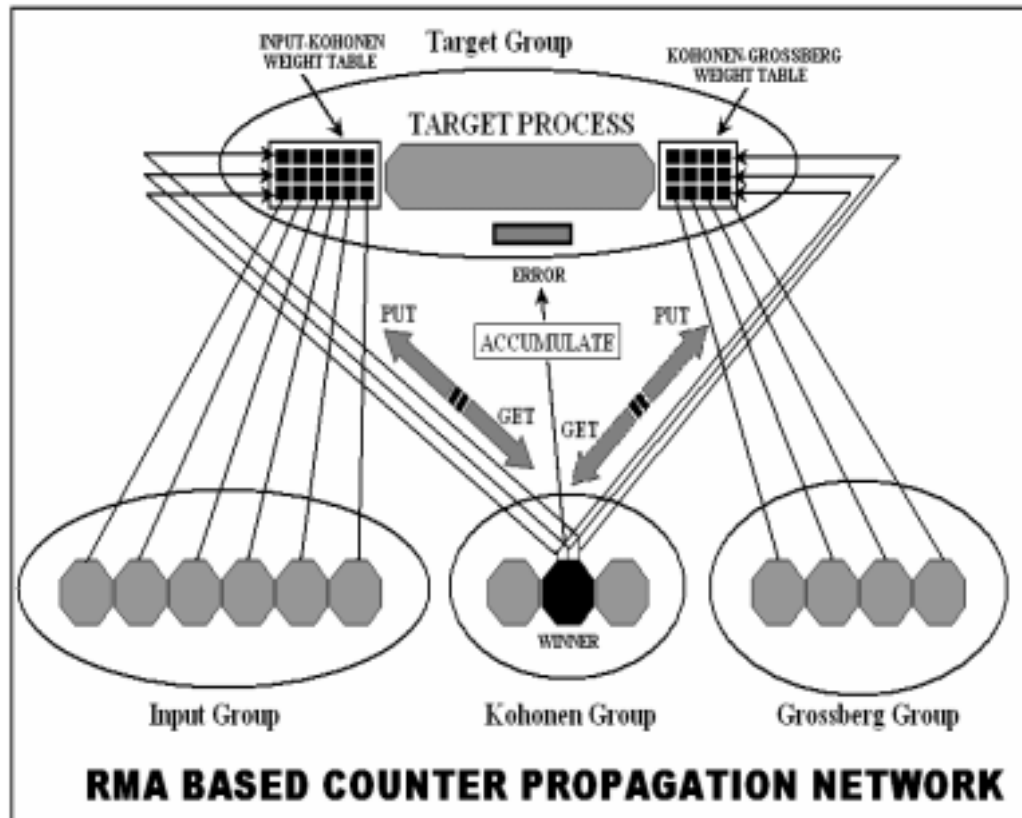 INPUT-KOHONEN
WEIGHT TABLE
Target Group
KOHONEN-GROSSBERG
WEIGHT TABLE
TARGET PROCESS
ERROR
PUT
PUT
ACCUMULATE
GET
GET
WINNER
Input Group
Kohonen Group
Grossberg Group
RMA BASED COUNTER PROPAGATION NETWORK